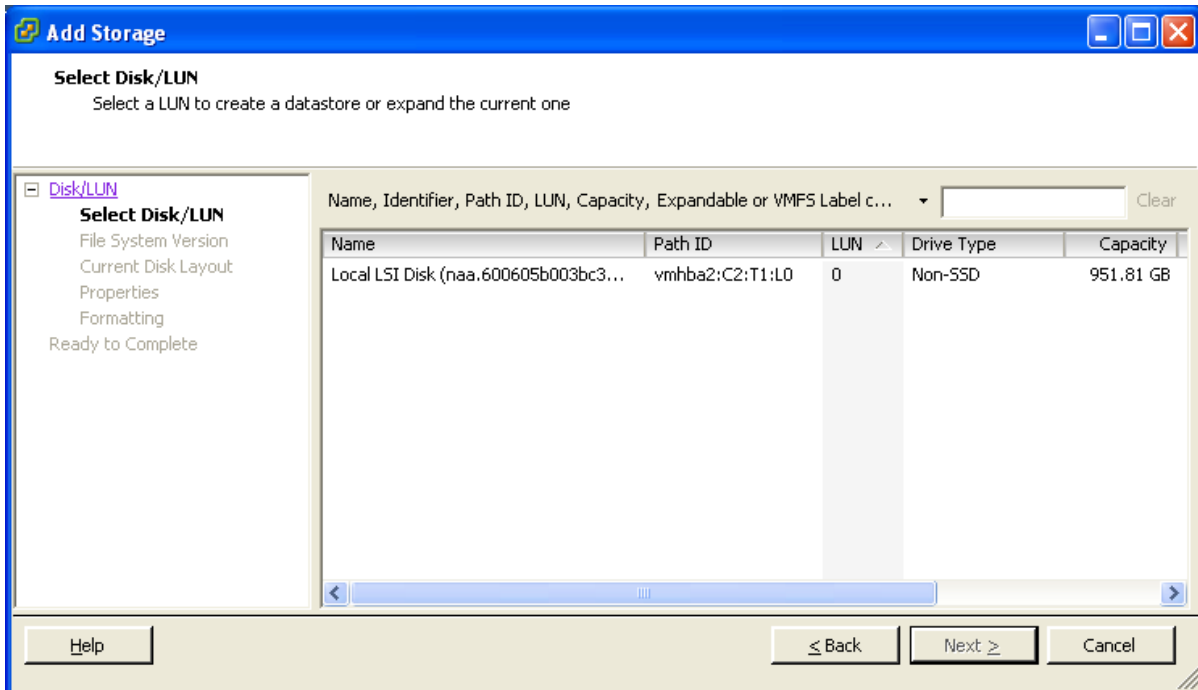 Add Storage
Select Disk/LUN
Select a LUN to create a datastore or expand the current one
Disk/LUN
Select Disk/LUN
File System Version
Current Disk Layout
Properties
Formatting
Ready to Complete
Name, Identifier, Path ID, LUN, Capacity, Expandable or VMFS Label c... Clear
Name Path ID LUN Drive Type Capacity
Local LSI Disk (naa.600605b003bc3... vmhba2:C2:T1:L0 0 Non-SSD 951.81 GB
Help < Back Next > Cancel